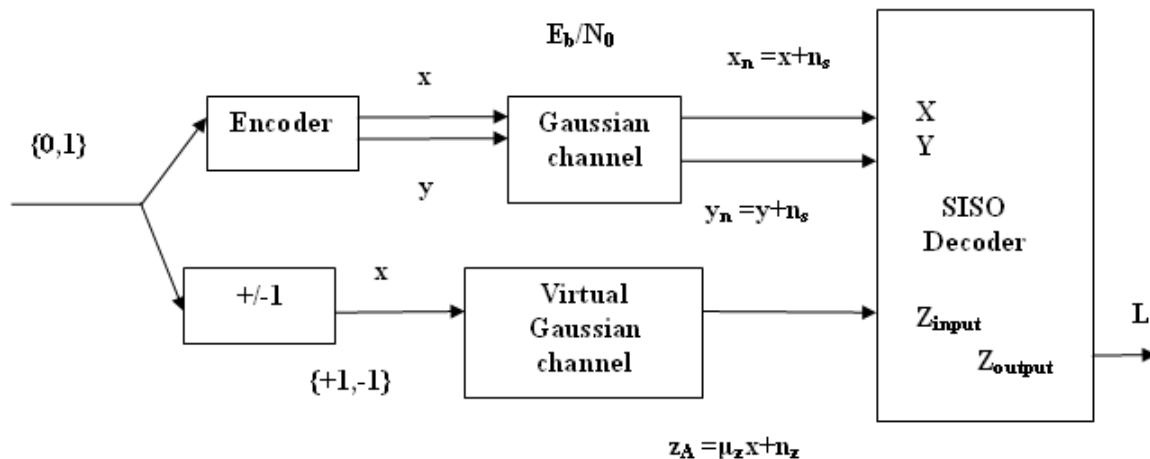 E_b/N_0
x_n =x+n_s
x
Encoder
Gaussian
channel
X
Y
{0,1}
y
y_n =y+n_s
SISO
Decoder
x
+/-1
Virtual
Gaussian
channel
Z_input
L
Z_output
{+1,-1}
z_A =μ_z x+n_z